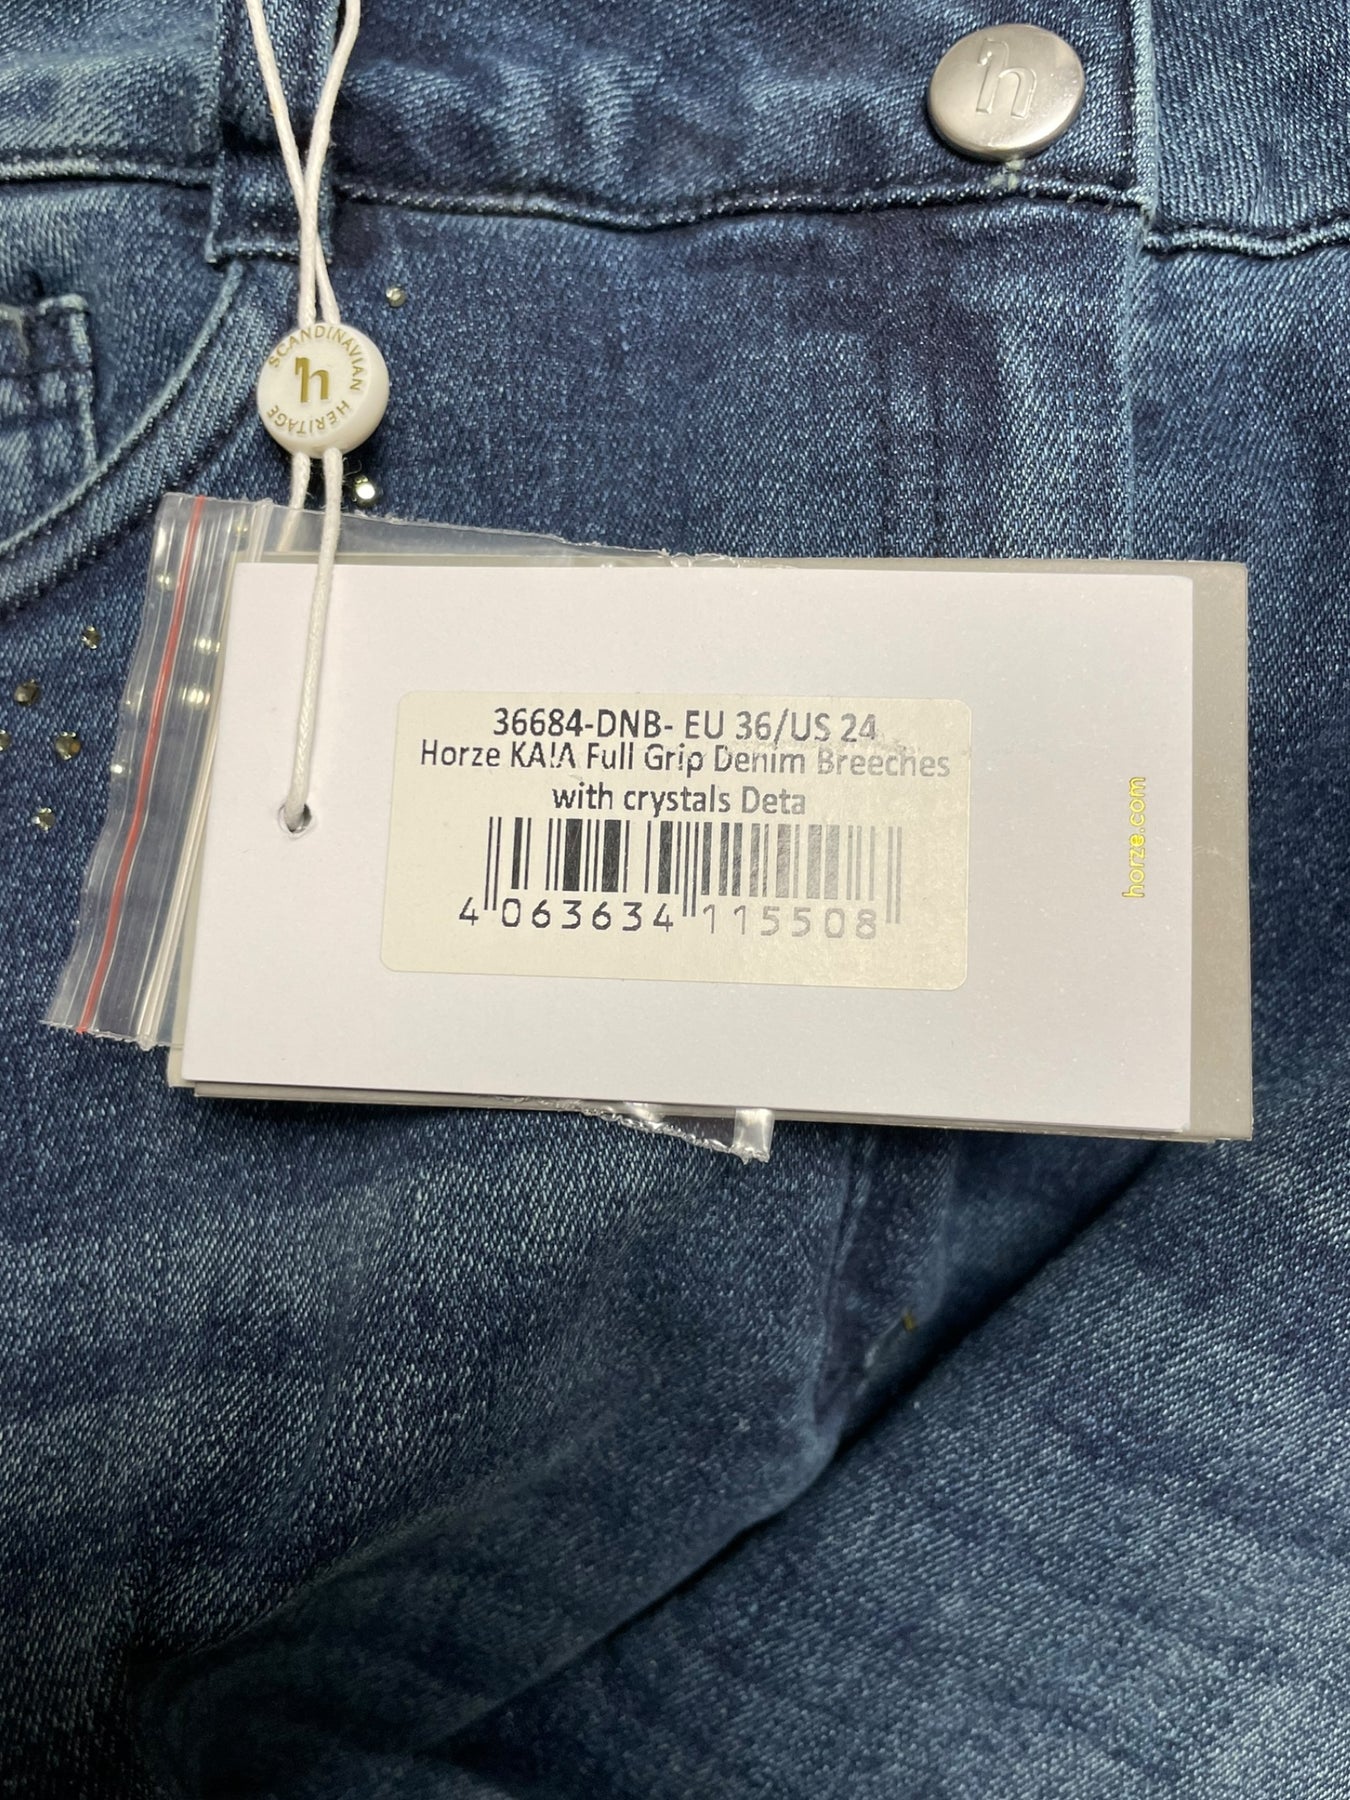 h
SCANDINAVIAN HERITAGE
h
36684-DNB- EU 36/US 24
Horze KAIA Full Grip Denim Breeches
with crystals Deta
4 063634 115508
horze.com